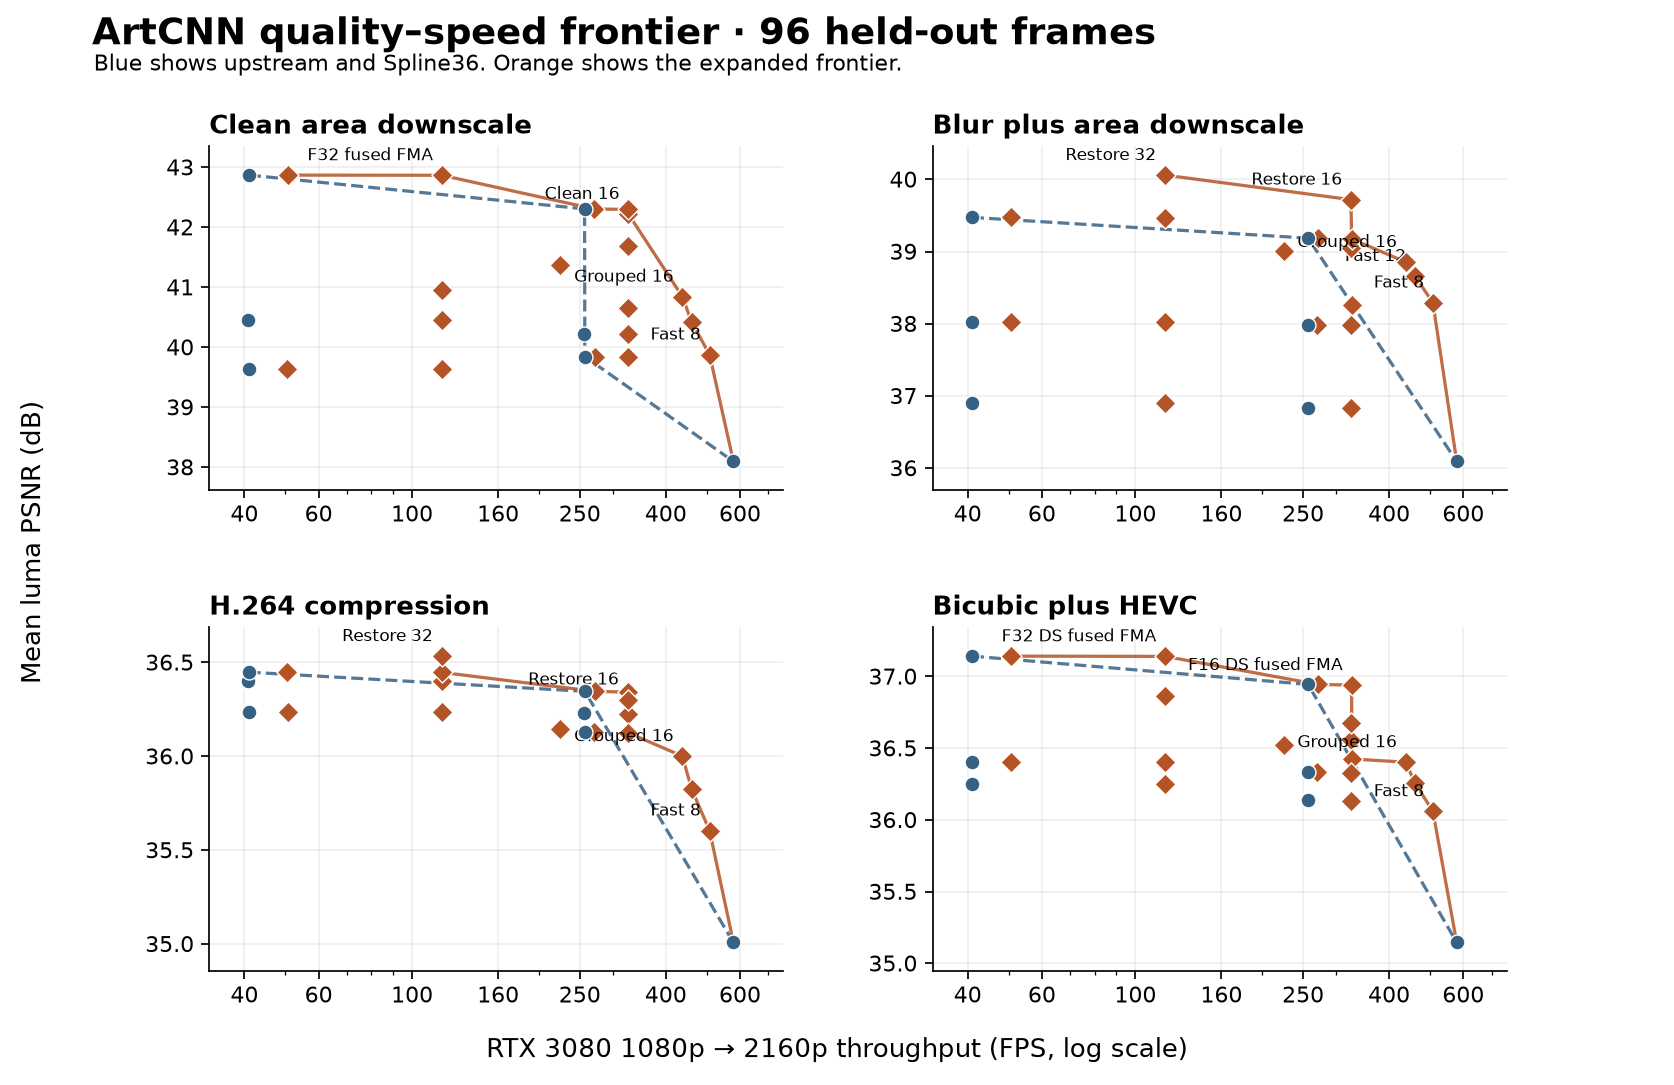 ArtCNN quality–speed frontier · 96 held-out frames
Blue shows upstream and Spline36. Orange shows the expanded frontier.
Mean luma PSNR (dB)
Clean area downscale
F32 fused FMA
Clean 16
Grouped 16
Fast 8
43
42
41
40
39
38
40 60 100 160 250 400 600
Blur plus area downscale
Restore 32
Restore 16
Grouped 16
Fast 12
Fast 8
40
39
38
37
36
40 60 100 160 250 400 600
H.264 compression
Restore 32
Restore 16
Grouped 16
Fast 8
36.5
36.0
35.5
35.0
40 60 100 160 250 400 600
Bicubic plus HEVC
F32 DS fused FMA
F16 DS fused FMA
Grouped 16
Fast 8
37.0
36.5
36.0
35.5
35.0
40 60 100 160 250 400 600
RTX 3080 1080p → 2160p throughput (FPS, log scale)